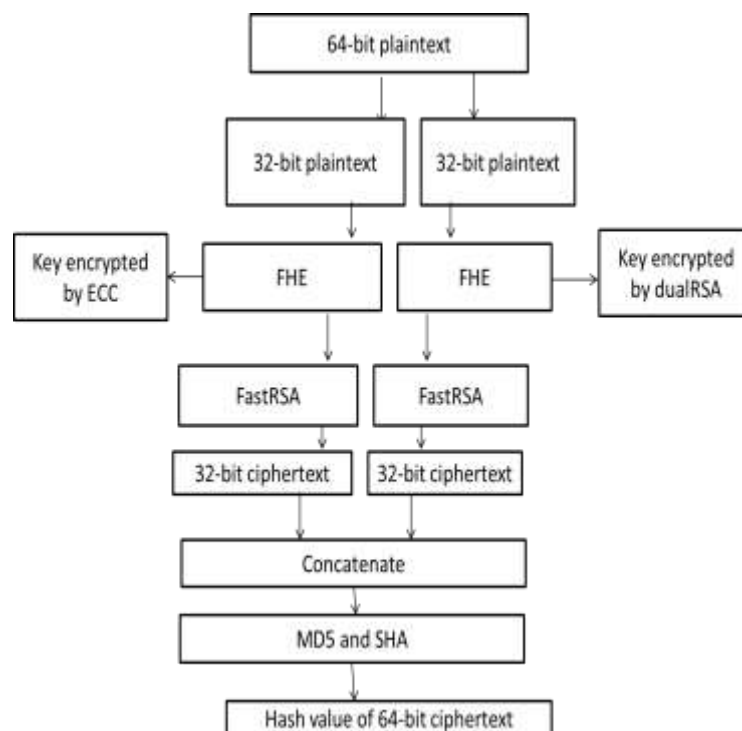 64-bit plaintext
32-bit plaintext
32-bit plaintext
Key encrypted
by ECC
FHE
FHE
Key encrypted
by dualRSA
FastRSA
FastRSA
32-bit ciphertext
32-bit ciphertext
Concatenate
MD5 and SHA
Hash value of 64-bit ciphertext